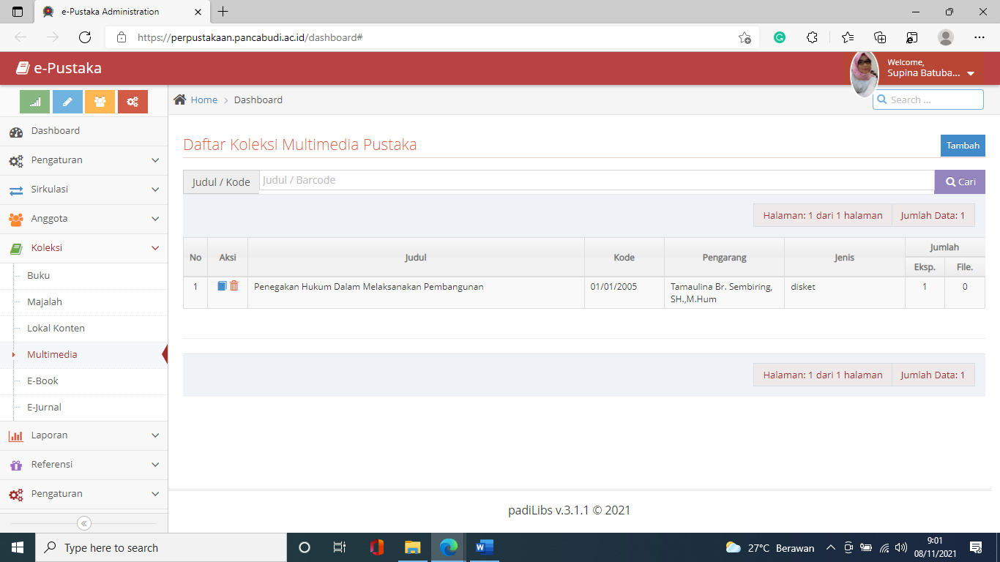 e-Pustaka Administration
https://perpustakaan.pancabudi.ac.id/dashboard#
e-Pustaka
Welcome,
Supina Batuba...
Home > Dashboard
Search ...
Dashboard
Pengaturan
Sirkulasi
Anggota
Koleksi
Buku
Majalah
Lokal Konten
Multimedia
E-Book
E-Jurnal
Laporan
Referensi
Pengaturan
Daftar Koleksi Multimedia Pustaka
Tambah
Judul / Kode
Judul / Barcode
Cari
Halaman: 1 dari 1 halaman
Jumlah Data: 1
No Aksi Judul Kode Pengarang Jenis Jumlah
Eksp. File.
1 Penegakan Hukum Dalam Melaksanakan Pembangunan 01/01/2005 Tamaulina Br. Sembiring, disket 1 0
SH.,M.Hum
Halaman: 1 dari 1 halaman
Jumlah Data: 1
padiLibs v.3.1.1 © 2021
Type here to search
27°C Berawan
9:01
08/11/2021